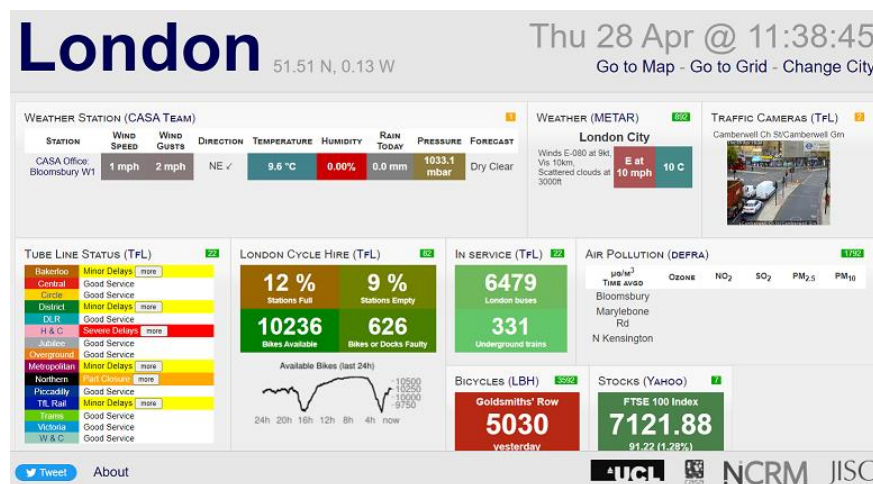 London 51.51 N, 0.13 W
Thu 28 Apr @ 11:38:45
Go to Map - Go to Grid - Change City
WEATHER STATION (CASA TEAM) 1
STATION WIND SPEED WIND GUSTS DIRECTION TEMPERATURE HUMIDITY RAIN TODAY PRESSURE FORECAST
CASA Office: Bloomsbury W1 1 mph 2 mph NE ↙ 9.6 °C 0.00% 0.0 mm 1033.1 mbar Dry Clear
WEATHER (METAR) 892
London City
Winds E-080 at 9kt,
Vis 10km,
Scattered clouds at
3000ft
E at 10 mph 10 C
TRAFFIC CAMERAS (TFL) 2
Camberwell Ch St/Camberwell Grn
TUBE LINE STATUS (TFL) 22
Bakerloo Minor Delays more
Central Good Service
Circle Good Service
District Minor Delays more
DLR Good Service
H & C Severe Delays more
Jubilee Good Service
Overground Good Service
Metropolitan Minor Delays more
Northern Part Closure more
Piccadilly Good Service
TfL Rail Minor Delays more
Trams Good Service
Victoria Good Service
W & C Good Service
LONDON CYCLE HIRE (TFL) 62
12 % Stations Full
9 % Stations Empty
10236 Bikes Available
626 Bikes or Docks Faulty
Available Bikes (last 24h)
10500
10250
10000
9750
24h 20h 16h 12h 8h 4h now
IN SERVICE (TFL) 22
6479
London buses
331
Underground trains
AIR POLLUTION (DEFRA) 1792
µg/M³ TIME AVGD OZONE NO₂ SO₂ PM₂.₅ PM₁₀
Bloomsbury
Marylebone
Rd
N Kensington
BICYCLES (LBH) 3592
Goldsmiths' Row
5030
yesterday
STOCKS (YAHOO) 7
FTSE 100 Index
7121.88
91.22 (1.28%)
Tweet About
UCL NCRM JISC